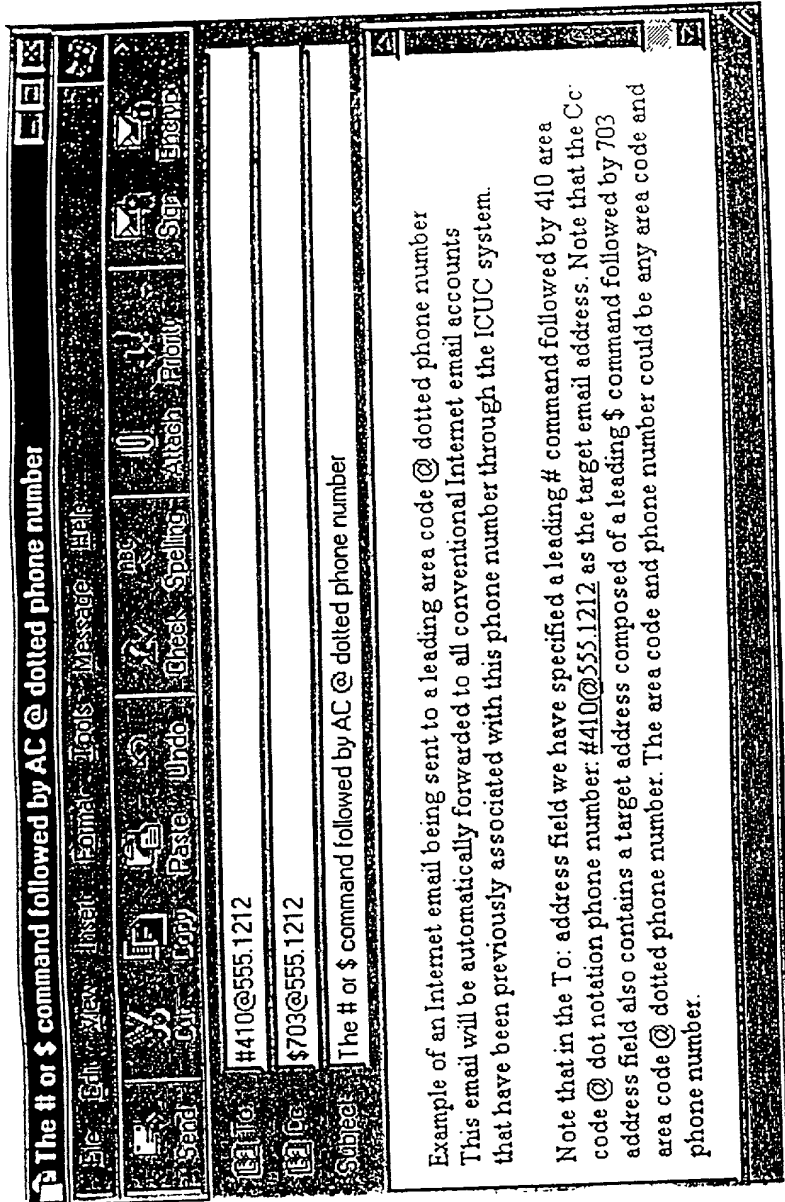 The # or $ command followed by AC @ dotted phone number
File Edit View Insert Format Tools Message Help
Send Cut Copy Paste Undo Check Spelling Attach Priority Sign Encrypt
To: #410@555.1212
Cc: $703@555.1212
Subject: The # or $ command followed by AC @ dotted phone number
Example of an Internet email being sent to a leading area code @ dotted phone number
This email will be automatically forwarded to all conventional Internet email accounts
that have been previously associated with this phone number through the ICUC system.
Note that in the To: address field we have specified a leading # command followed by 410 area
code @ dot notation phone number: #410@555.1212 as the target email address. Note that the Cc:
address field also contains a target address composed of a leading $ command followed by 703
area code @ dotted phone number. The area code and phone number could be any area code and
phone number.